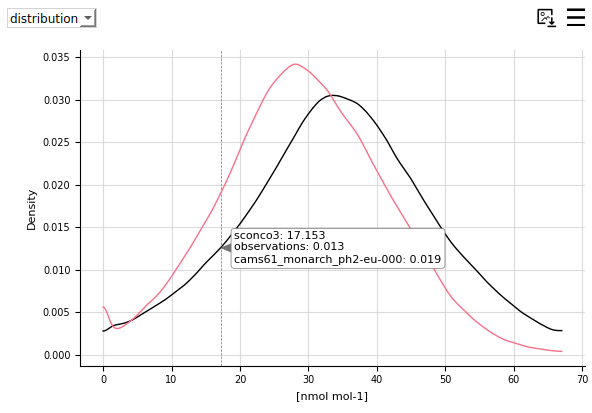 distribution
0.035
0.030
0.025
0.020
0.015
0.010
0.005
0.000
Density
sconco3: 17.153
observations: 0.013
cams61_monarch_ph2-eu-000: 0.019
0 10 20 30 40 50 60 70
[nmol mol-1]